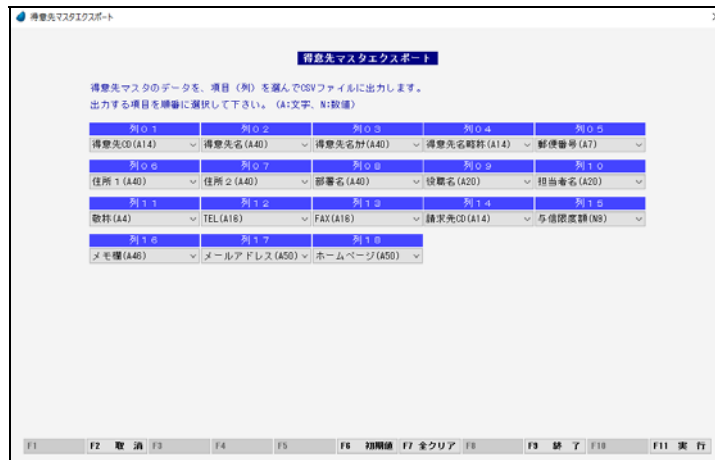 得意先マスタエクスポート
得意先マスタエクスポート
得意先マスタのデータを、項目（列）を選んでCSVファイルに出力します。
出力する項目を順番に選択して下さい。（A:文字、N:数値）
列０１ 列０２ 列０３ 列０４ 列０５
得意先CD(A14) 得意先名(A40) 得意先名ｶﾅ(A40) 得意先名略称(A14) 郵便番号(A7)
列０６ 列０７ 列０８ 列０９ 列１０
住所１(A40) 住所２(A40) 部署名(A40) 役職名(A20) 担当者名(A20)
列１１ 列１２ 列１３ 列１４ 列１５
敬称(A4) TEL(A16) FAX(A16) 請求先CD(A14) 与信限度額(N9)
列１６ 列１７ 列１８
メモ欄(A46) メールアドレス(A50) ホームページ(A50)
F1 F2 取 消 F3 F4 F5 F6 初期値 F7 全クリア F8 F9 終 了 F10 F11 実 行